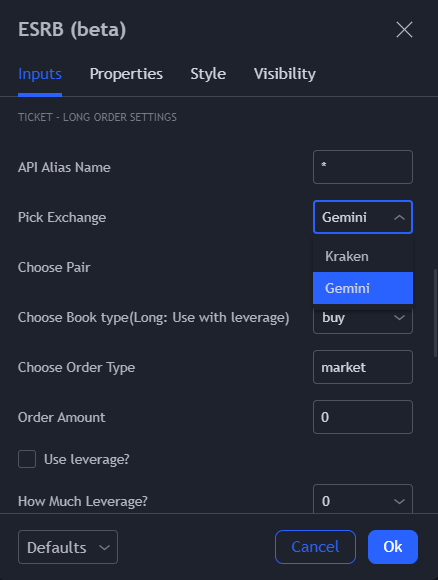 ESRB (beta)
Inputs Properties Style Visibility
TICKET - LONG ORDER SETTINGS
API Alias Name *
Pick Exchange Gemini
Kraken
Choose Pair
Gemini
Choose Book type(Long: Use with leverage) buy
Choose Order Type market
Order Amount 0
Use leverage?
How Much Leverage? 0
Defaults Cancel Ok